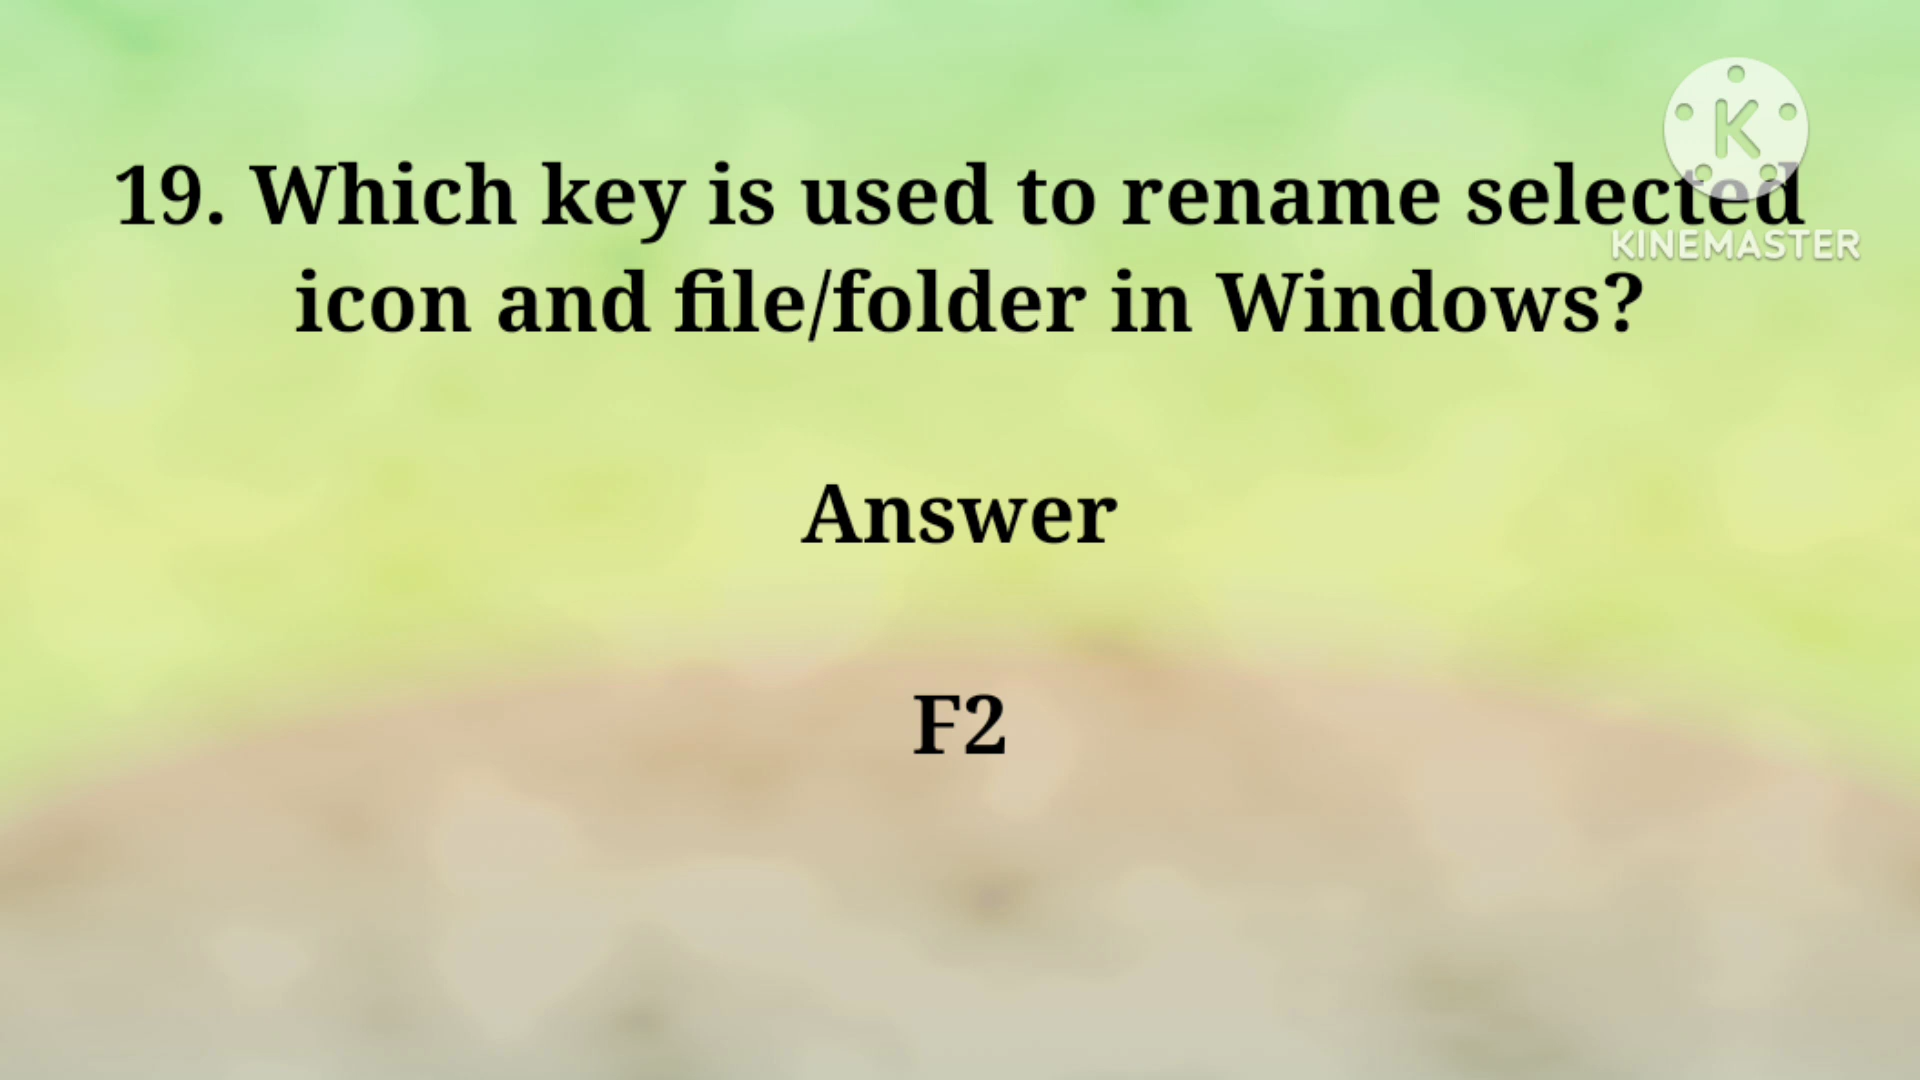 19. Which key is used to rename selected
icon and file/folder in Windows?
Answer
F2
K
KINEMASTER